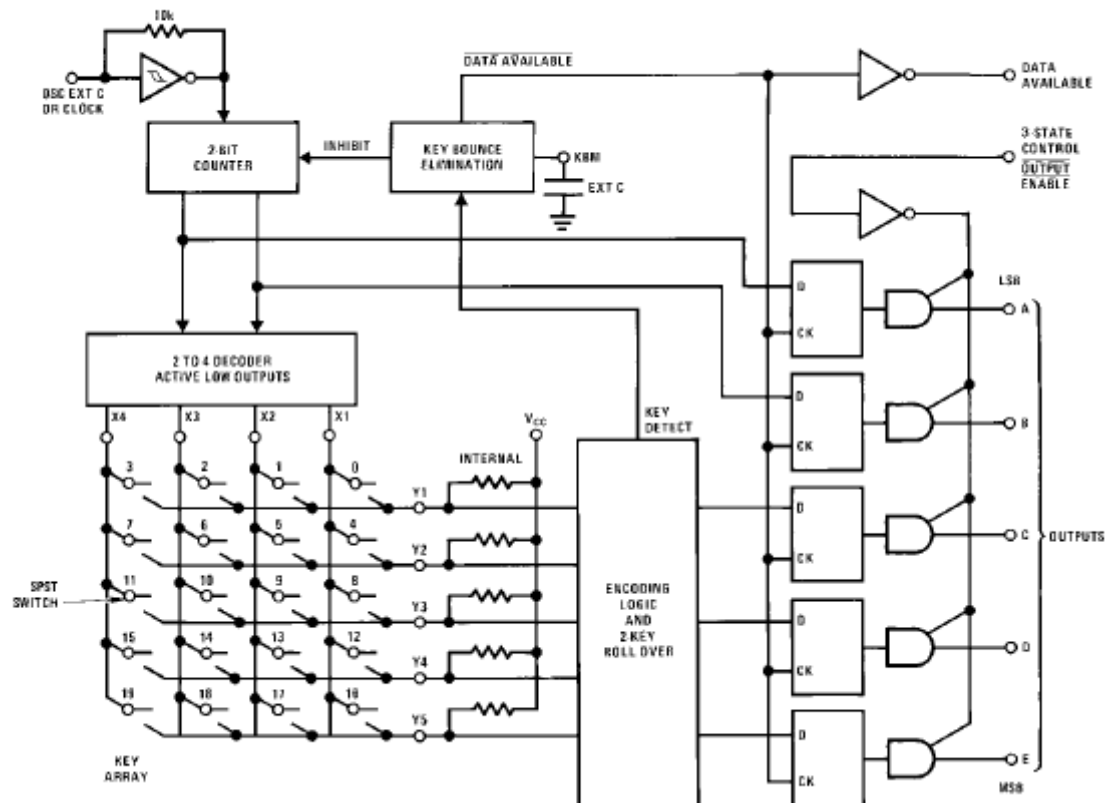 10k
OSC EXT C
OR CLOCK
2-BIT
COUNTER
INHIBIT
DATA AVAILABLE
KEY BOUNCE
ELIMINATION
KBM
EXT C
DATA
AVAILABLE
3-STATE
CONTROL
OUTPUT
ENABLE
2 TO 4 DECODER
ACTIVE LOW OUTPUTS
X4
X3
X2
X1
VCC
INTERNAL
KEY
DETECT
3
2
1
0
Y1
7
6
5
4
Y2
SPST
SWITCH
11
10
9
8
Y3
15
14
13
12
Y4
19
18
17
16
Y5
KEY
ARRAY
ENCODING
LOGIC
AND
2-KEY
ROLL OVER
D
CK
LSB
A
D
CK
B
D
CK
C
OUTPUTS
D
CK
D
D
CK
E
MSB